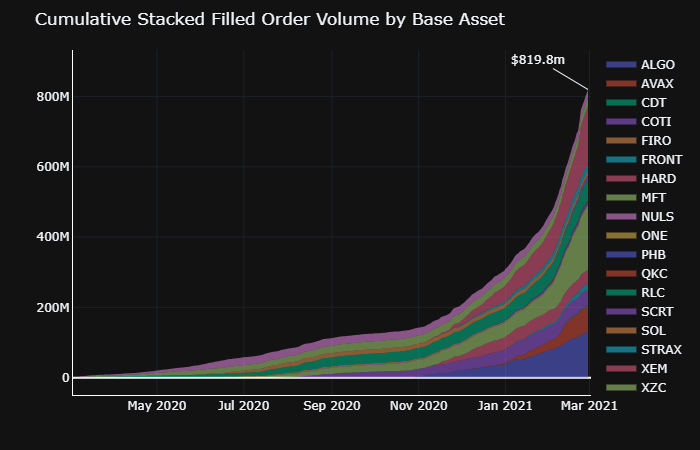 Cumulative Stacked Filled Order Volume by Base Asset
$819.8m
800M
600M
400M
200M
0
May 2020
Jul 2020
Sep 2020
Nov 2020
Jan 2021
Mar 2021
ALGO
AVAX
CDT
COTI
FIRO
FRONT
HARD
MFT
NULS
ONE
PHB
QKC
RLC
SCRT
SOL
STRAX
XEM
XZC